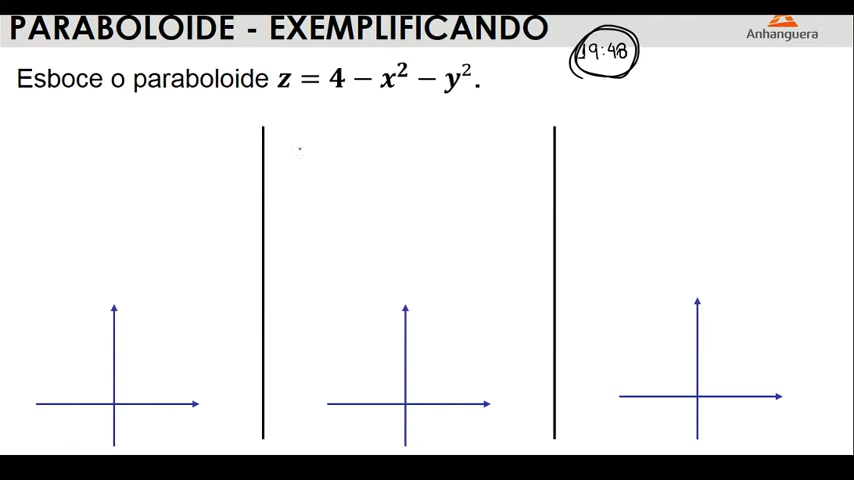 PARABOLOIDE - EXEMPLIFICANDO
Anhanguera
19:48
Esboce o paraboloide z = 4 − x² − y².